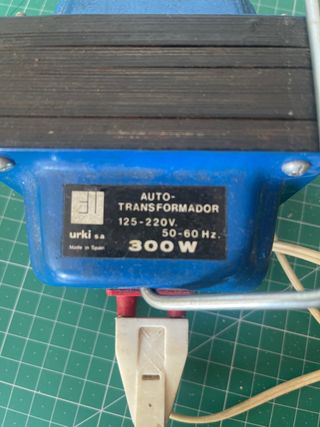 AUTO-
TRANSFORMADOR
125-220V.
50-60 Hz.
urki s a
Made in Spain
300W